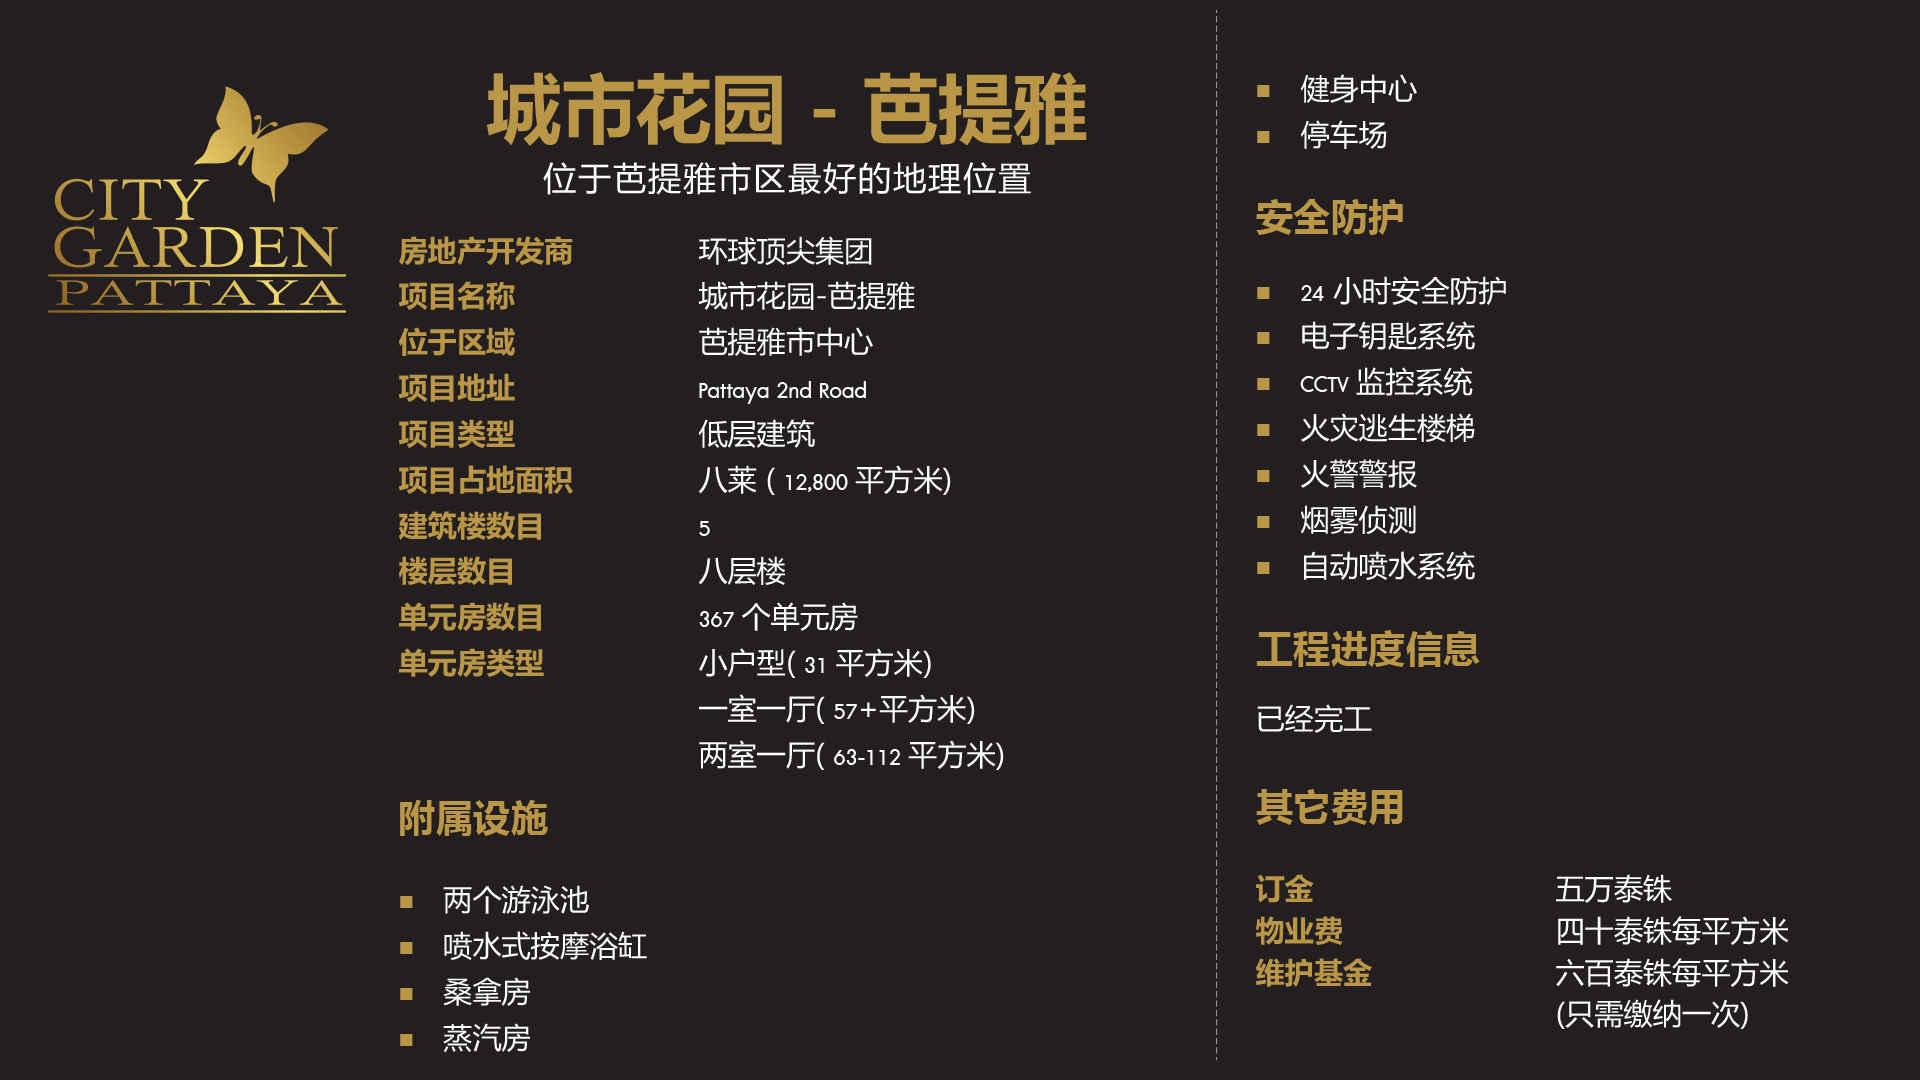 CITY
GARDEN
PATTAYA
城市花园 - 芭提雅
位于芭提雅市区最好的地理位置
房地产开发商 环球顶尖集团
项目名称 城市花园-芭提雅
位于区域 芭提雅市中心
项目地址 Pattaya 2nd Road
项目类型 低层建筑
项目占地面积 八莱 ( 12,800 平方米)
建筑楼数目 5
楼层数目 八层楼
单元房数目 367 个单元房
单元房类型 小户型( 31 平方米)
一室一厅( 57+平方米)
两室一厅( 63-112 平方米)
附属设施
■ 两个游泳池
■ 喷水式按摩浴缸
■ 桑拿房
■ 蒸汽房
■ 健身中心
■ 停车场
安全防护
■ 24 小时安全防护
■ 电子钥匙系统
■ CCTV 监控系统
■ 火灾逃生楼梯
■ 火警警报
■ 烟雾侦测
■ 自动喷水系统
工程进度信息
已经完工
其它费用
订金 五万泰铢
物业费 四十泰铢每平方米
维护基金 六百泰铢每平方米
(只需缴纳一次)